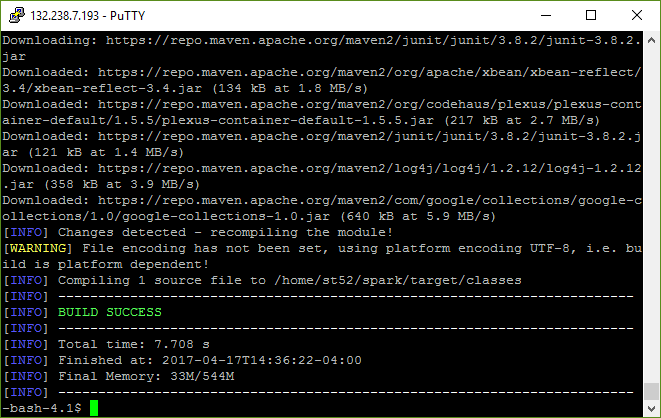 132.238.7.193 - PuTTY
Downloading: https://repo.maven.apache.org/maven2/junit/junit/3.8.2/junit-3.8.2.
jar
Downloaded: https://repo.maven.apache.org/maven2/org/apache/xbean/xbean-reflect/
3.4/xbean-reflect-3.4.jar (134 kB at 1.8 MB/s)
Downloaded: https://repo.maven.apache.org/maven2/org/codehaus/plexus/plexus-cont
ainer-default/1.5.5/plexus-container-default-1.5.5.jar (217 kB at 2.7 MB/s)
Downloaded: https://repo.maven.apache.org/maven2/junit/junit/3.8.2/junit-3.8.2.j
ar (121 kB at 1.4 MB/s)
Downloaded: https://repo.maven.apache.org/maven2/log4j/log4j/1.2.12/log4j-1.2.12
.jar (358 kB at 3.9 MB/s)
Downloaded: https://repo.maven.apache.org/maven2/com/google/collections/google-c
ollections/1.0/google-collections-1.0.jar (640 kB at 5.9 MB/s)
[INFO] Changes detected - recompiling the module!
[WARNING] File encoding has not been set, using platform encoding UTF-8, i.e. bu
ild is platform dependent!
[INFO] Compiling 1 source file to /home/st52/spark/target/classes
[INFO] ------------------------------------------------------------------------
[INFO] BUILD SUCCESS
[INFO] ------------------------------------------------------------------------
[INFO] Total time: 7.708 s
[INFO] Finished at: 2017-04-17T14:36:22-04:00
[INFO] Final Memory: 33M/544M
[INFO] ------------------------------------------------------------------------
-bash-4.1$